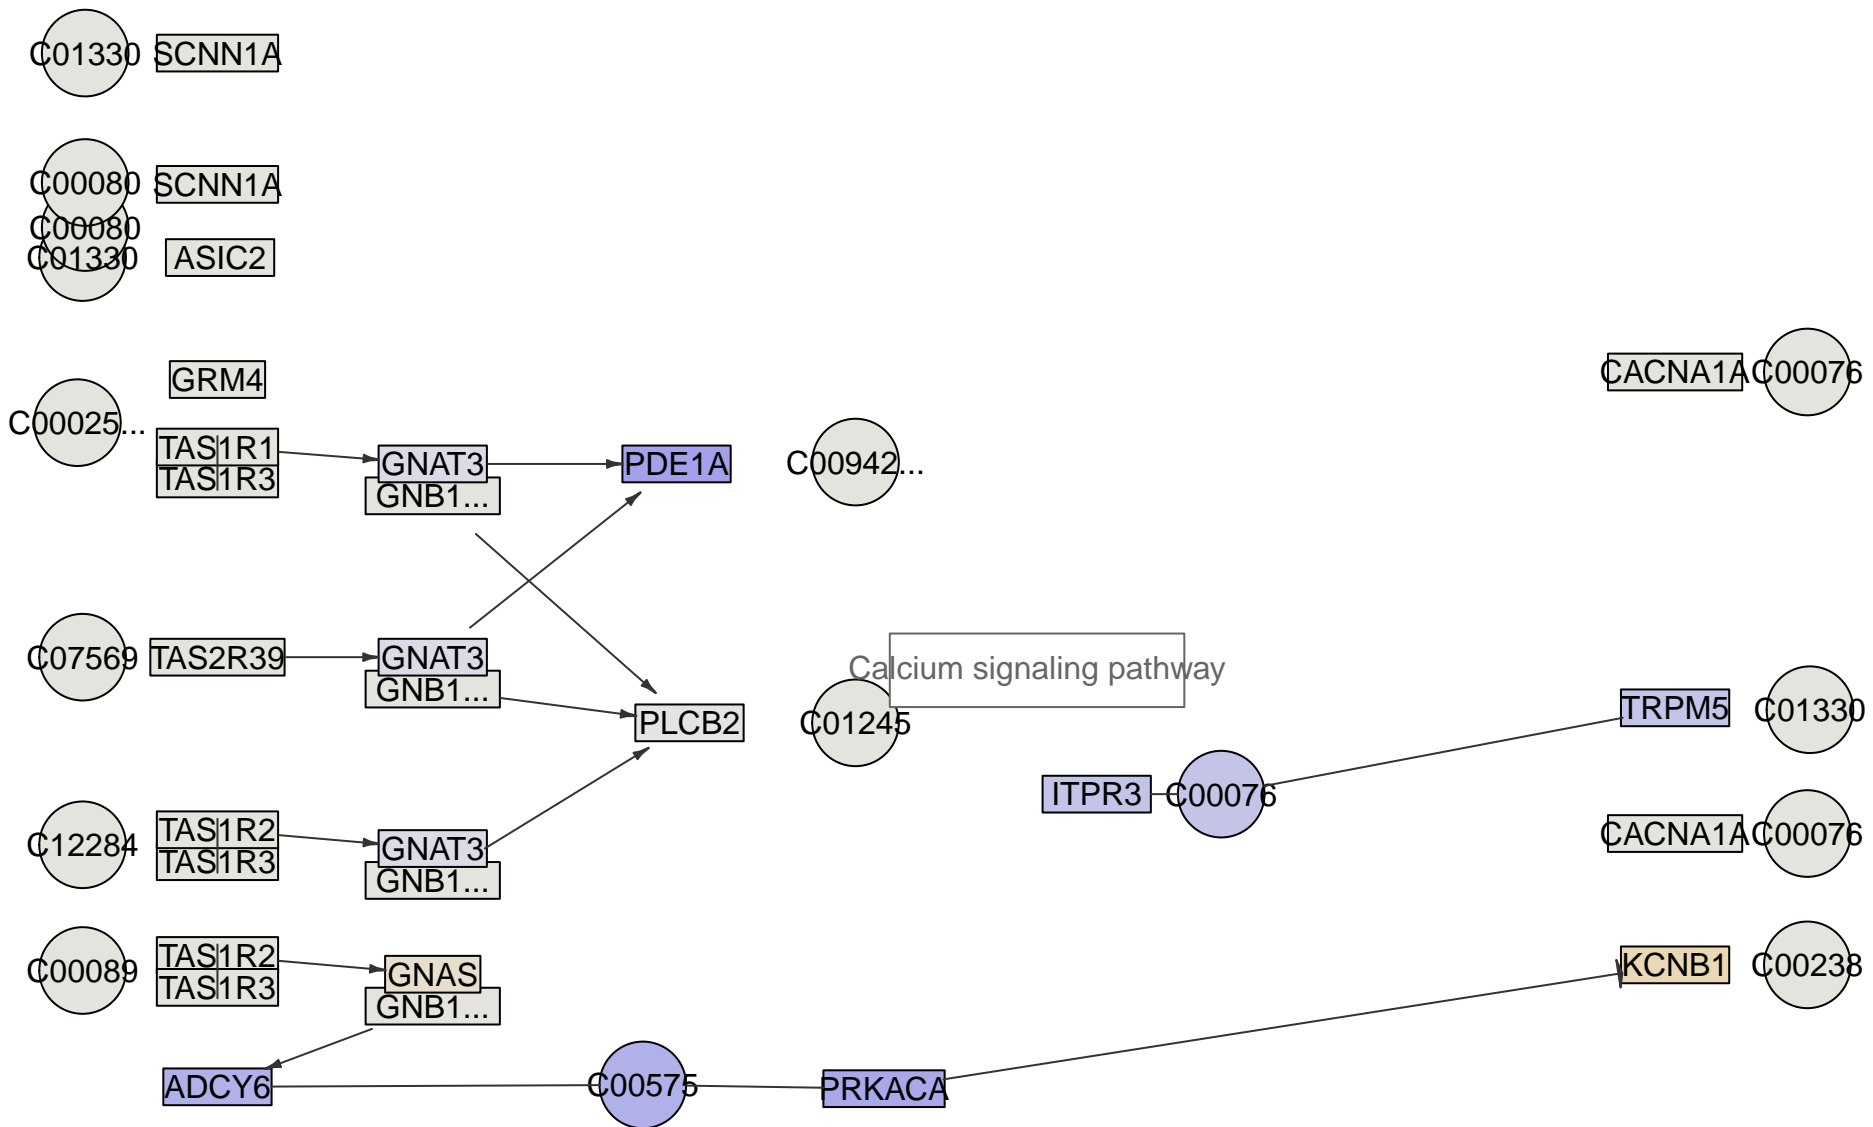 C01330 SCNN1A
C00080 SCNN1A
C00080
C01330 ASIC2
GRM4
CACNA1A C00076
C00025...
TAS1R1
GNAT3 PDE1A C00942...
TAS1R3
GNB1...
C07569 TAS2R39 GNAT3
Calcium signaling pathway
GNB1...
PLCB2 C01245
TRPM5 C01330
ITPR3 C00076
TAS1R2
CACNA1A C00076
C12284
GNAT3
TAS1R3
GNB1...
TAS1R2
KCNB1 C00238
C00089
GNAS
TAS1R3
GNB1...
ADCY6 C00575 PRKACA